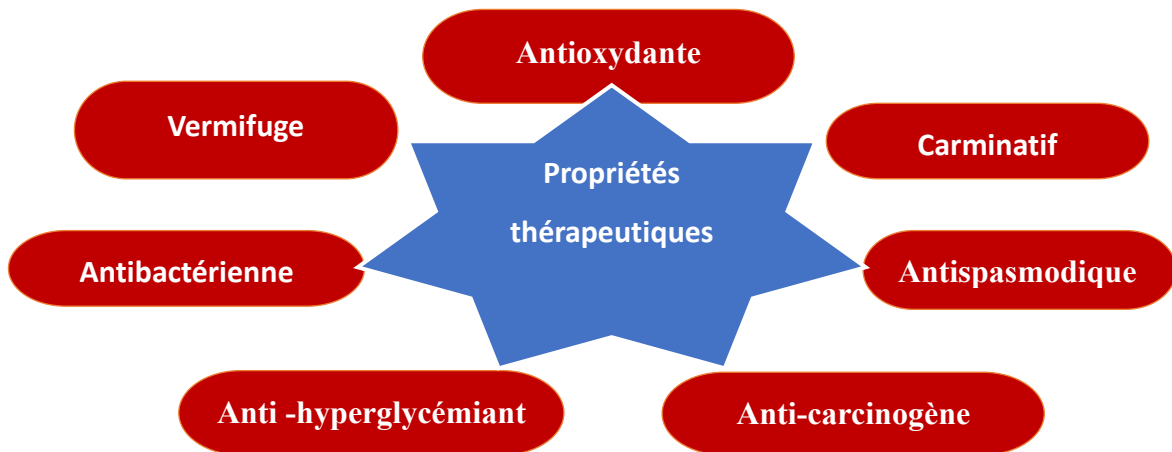 Antioxydante
Vermifuge
Carminatif
Propriétés
thérapeutiques
Antibactérienne
Antispasmodique
Anti -hyperglycémiant
Anti-carcinogène